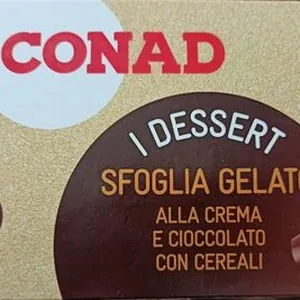 CONAD
I DESSERT
SFOGLIA GELATO
ALLA CREMA
E CIOCCOLATO
CON CEREALI